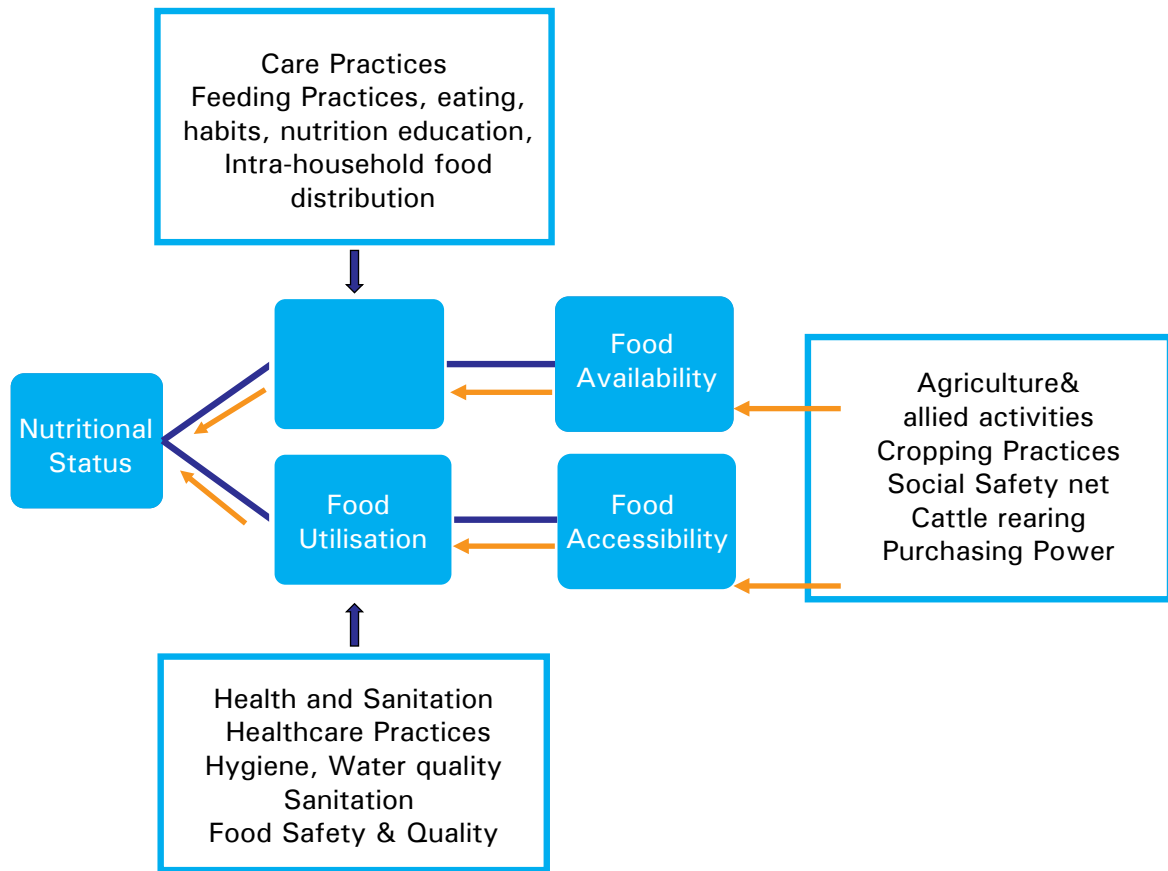 Care Practices
Feeding Practices, eating,
habits, nutrition education,
Intra-household food
distribution
Food
Availability
Agriculture&
allied activities
Cropping Practices
Social Safety net
Cattle rearing
Purchasing Power
Nutritional
Status
Food
Utilisation
Food
Accessibility
Health and Sanitation
Healthcare Practices
Hygiene, Water quality
Sanitation
Food Safety & Quality